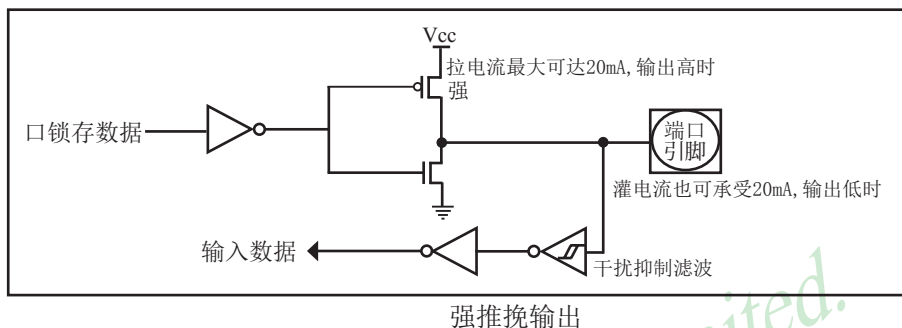 Vcc
拉电流最大可达20mA,输出高时
强
口锁存数据
端口
引脚
灌电流也可承受20mA,输出低时
输入数据
干扰抑制滤波
强推挽输出